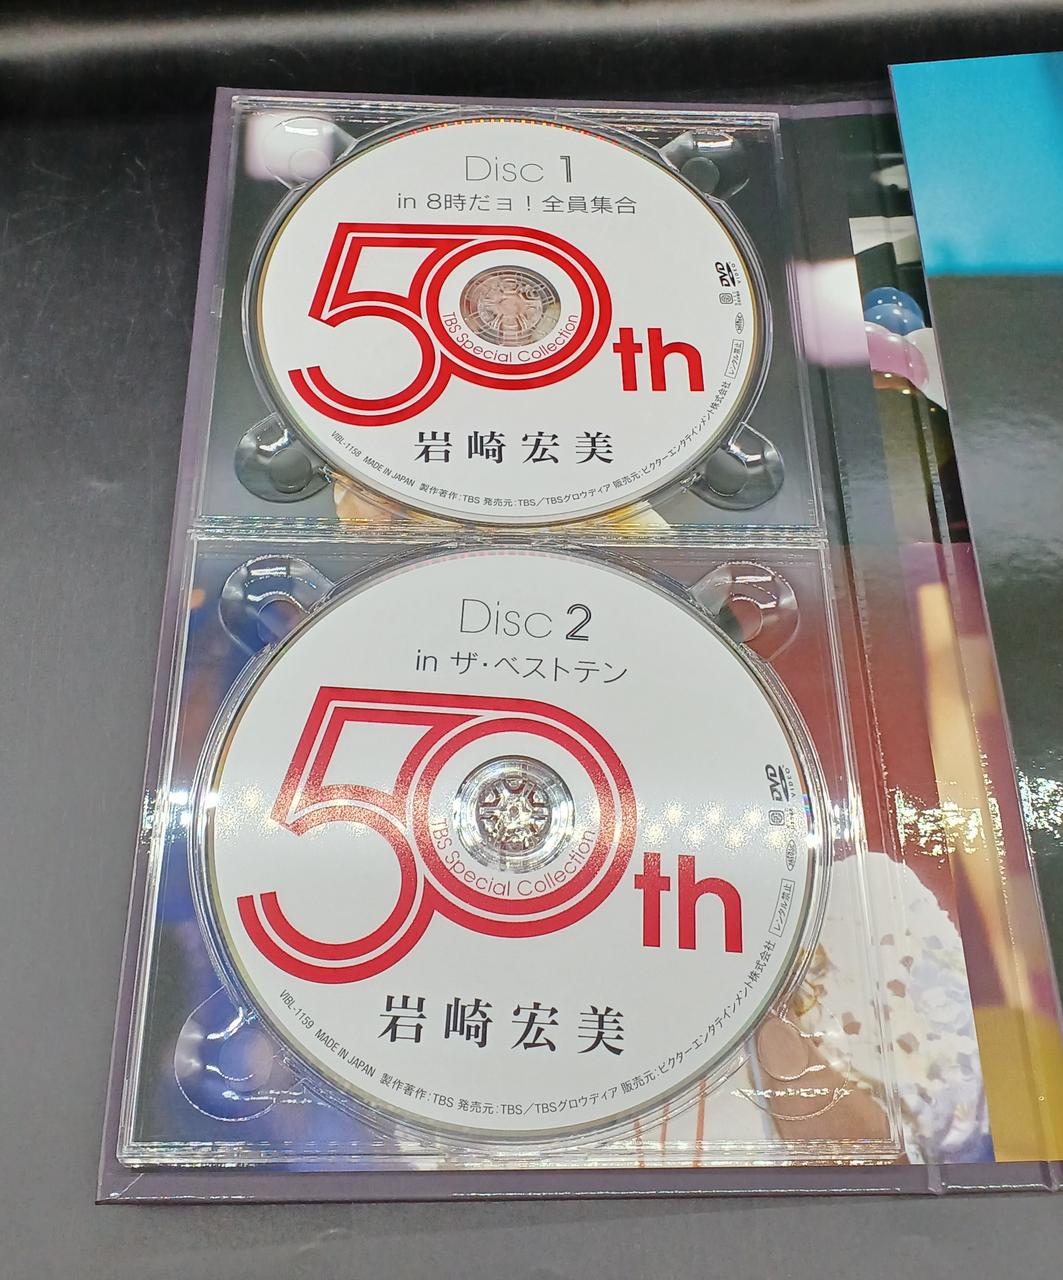 Disc 1
in 8時だョ！全員集合
50th
TBS Special Collection
岩崎宏美
DVD
VIDEO
レンタル禁止
VIBL-1158 MADE IN JAPAN 製作著作：TBS 発売元：TBS／TBSグロウディア 販売元：ビクターエンタテインメント株式会社
Disc 2
in ザ・ベストテン
50th
TBS Special Collection
岩崎宏美
DVD
VIDEO
レンタル禁止
VIBL-1159 MADE IN JAPAN 製作著作：TBS 発売元：TBS／TBSグロウディア 販売元：ビクターエンタテインメント株式会社